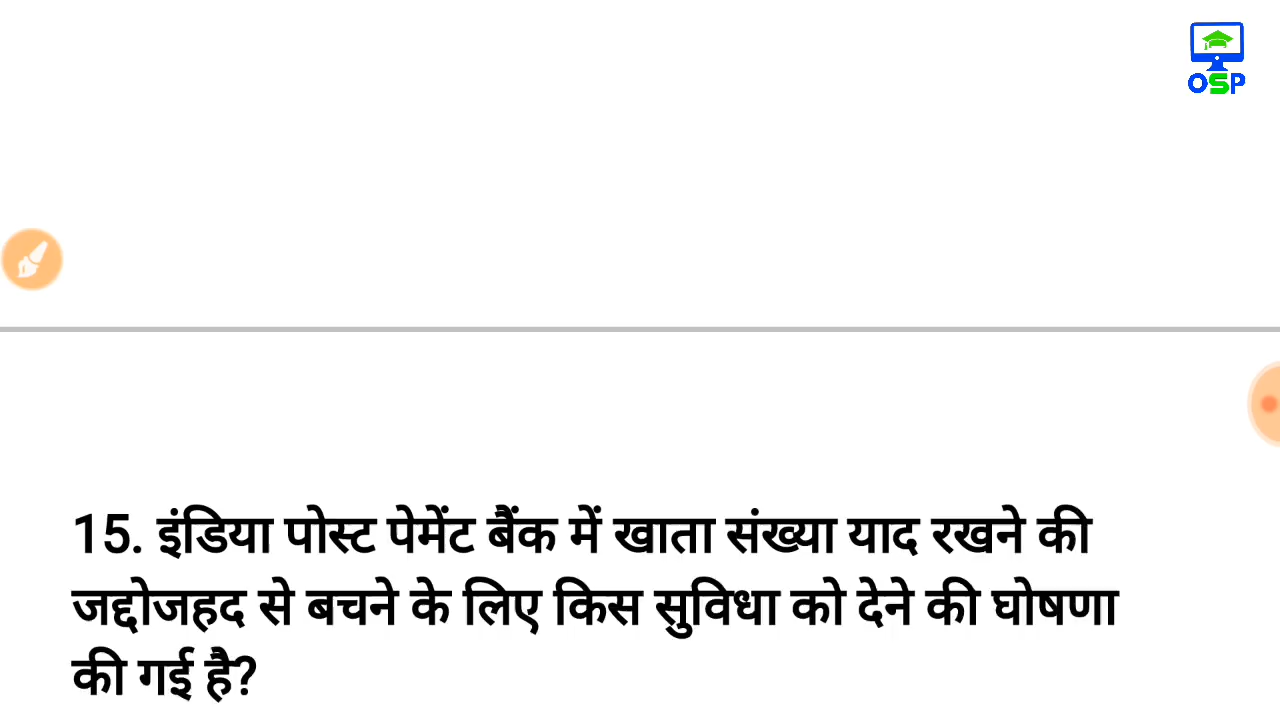 OSP
15. इंडिया पोस्ट पेमेंट बैंक में खाता संख्या याद रखने की
जद्दोजहद से बचने के लिए किस सुविधा को देने की घोषणा
की गई है?